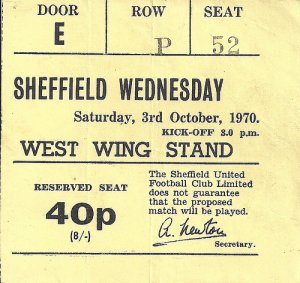 DOOR ROW SEAT
E P 52
SHEFFIELD WEDNESDAY
Saturday, 3rd October, 1970.
KICK-OFF 3.0 p.m.
WEST WING STAND
RESERVED SEAT
40p
(8/-)
The Sheffield United
Football Club Limited
does not guarantee
that the proposed
match will be played.
A. Newton
Secretary.